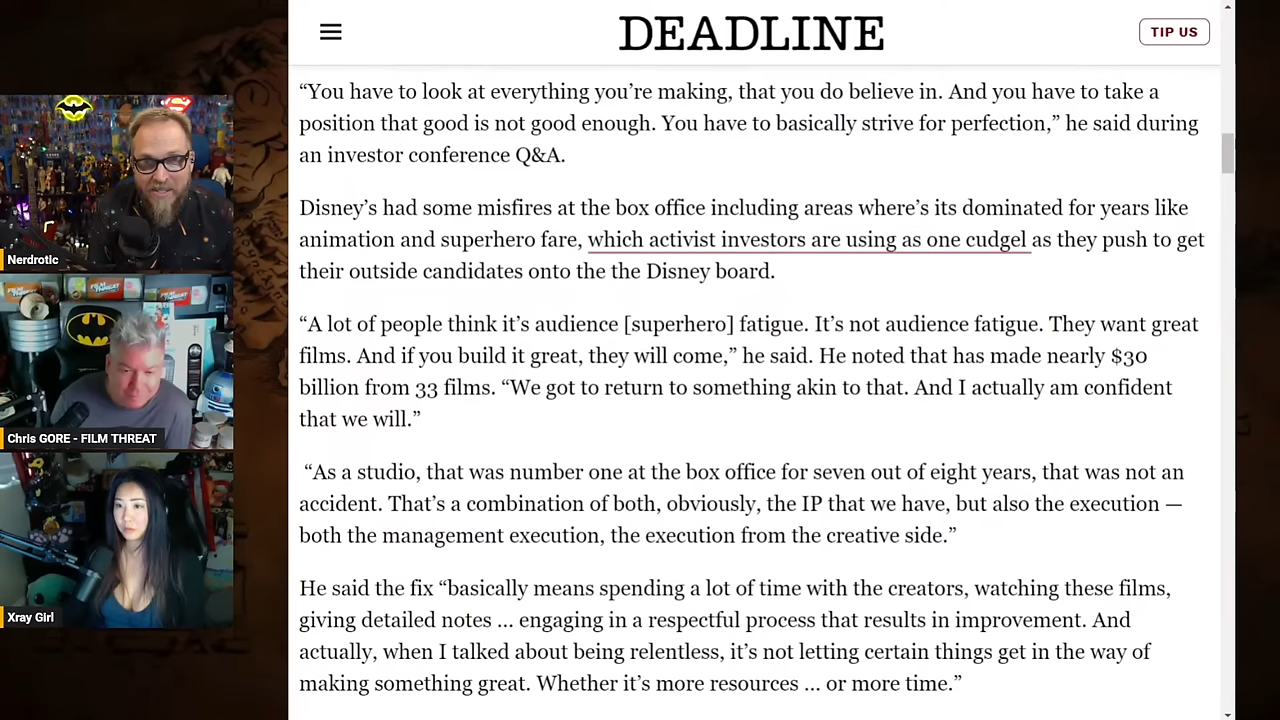 DEADLINE
TIP US
“You have to look at everything you’re making, that you do believe in. And you have to take a
position that good is not good enough. You have to basically strive for perfection,” he said during
an investor conference Q&A.
Disney’s had some misfires at the box office including areas where’s its dominated for years like
animation and superhero fare, which activist investors are using as one cudgel as they push to get
their outside candidates onto the the Disney board.
“A lot of people think it’s audience [superhero] fatigue. It’s not audience fatigue. They want great
films. And if you build it great, they will come,” he said. He noted that has made nearly $30
billion from 33 films. “We got to return to something akin to that. And I actually am confident
that we will.”
“As a studio, that was number one at the box office for seven out of eight years, that was not an
accident. That’s a combination of both, obviously, the IP that we have, but also the execution —
both the management execution, the execution from the creative side.”
He said the fix “basically means spending a lot of time with the creators, watching these films,
giving detailed notes … engaging in a respectful process that results in improvement. And
actually, when I talked about being relentless, it’s not letting certain things get in the way of
making something great. Whether it’s more resources … or more time.”
Nerdrotic
Chris GORE - FILM THREAT
Xray Girl